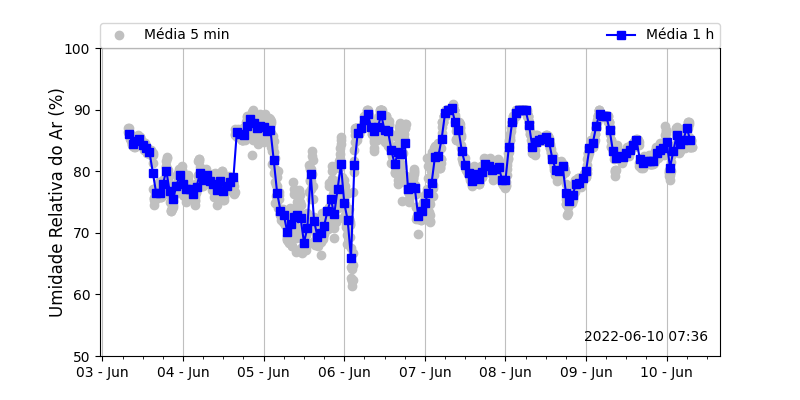 Média 5 min
Média 1 h
Umidade Relativa do Ar (%)
100
90
80
70
60
50
2022-06-10 07:36
03 - Jun
04 - Jun
05 - Jun
06 - Jun
07 - Jun
08 - Jun
09 - Jun
10 - Jun